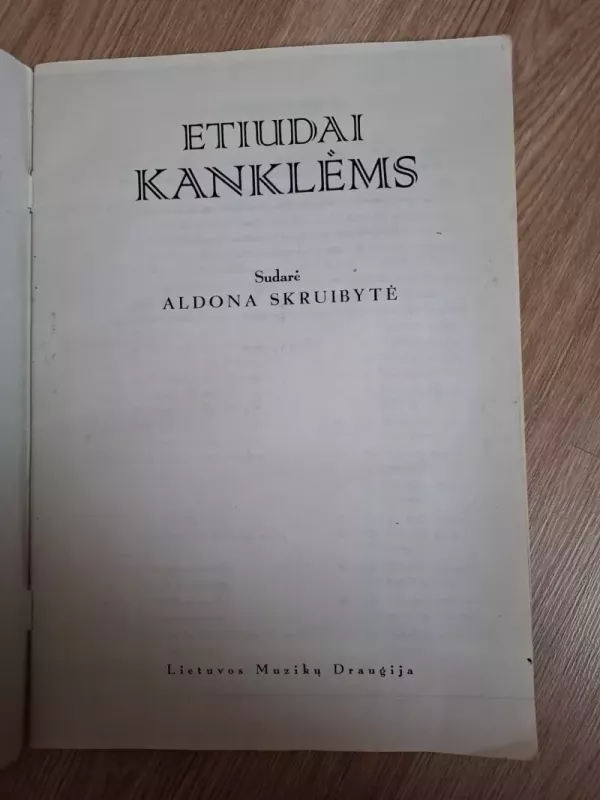 ETIUDAI
KANKLĖMS
Sudarė
ALDONA SKRUIBYTĖ
Lietuvos Muzikų Draugija